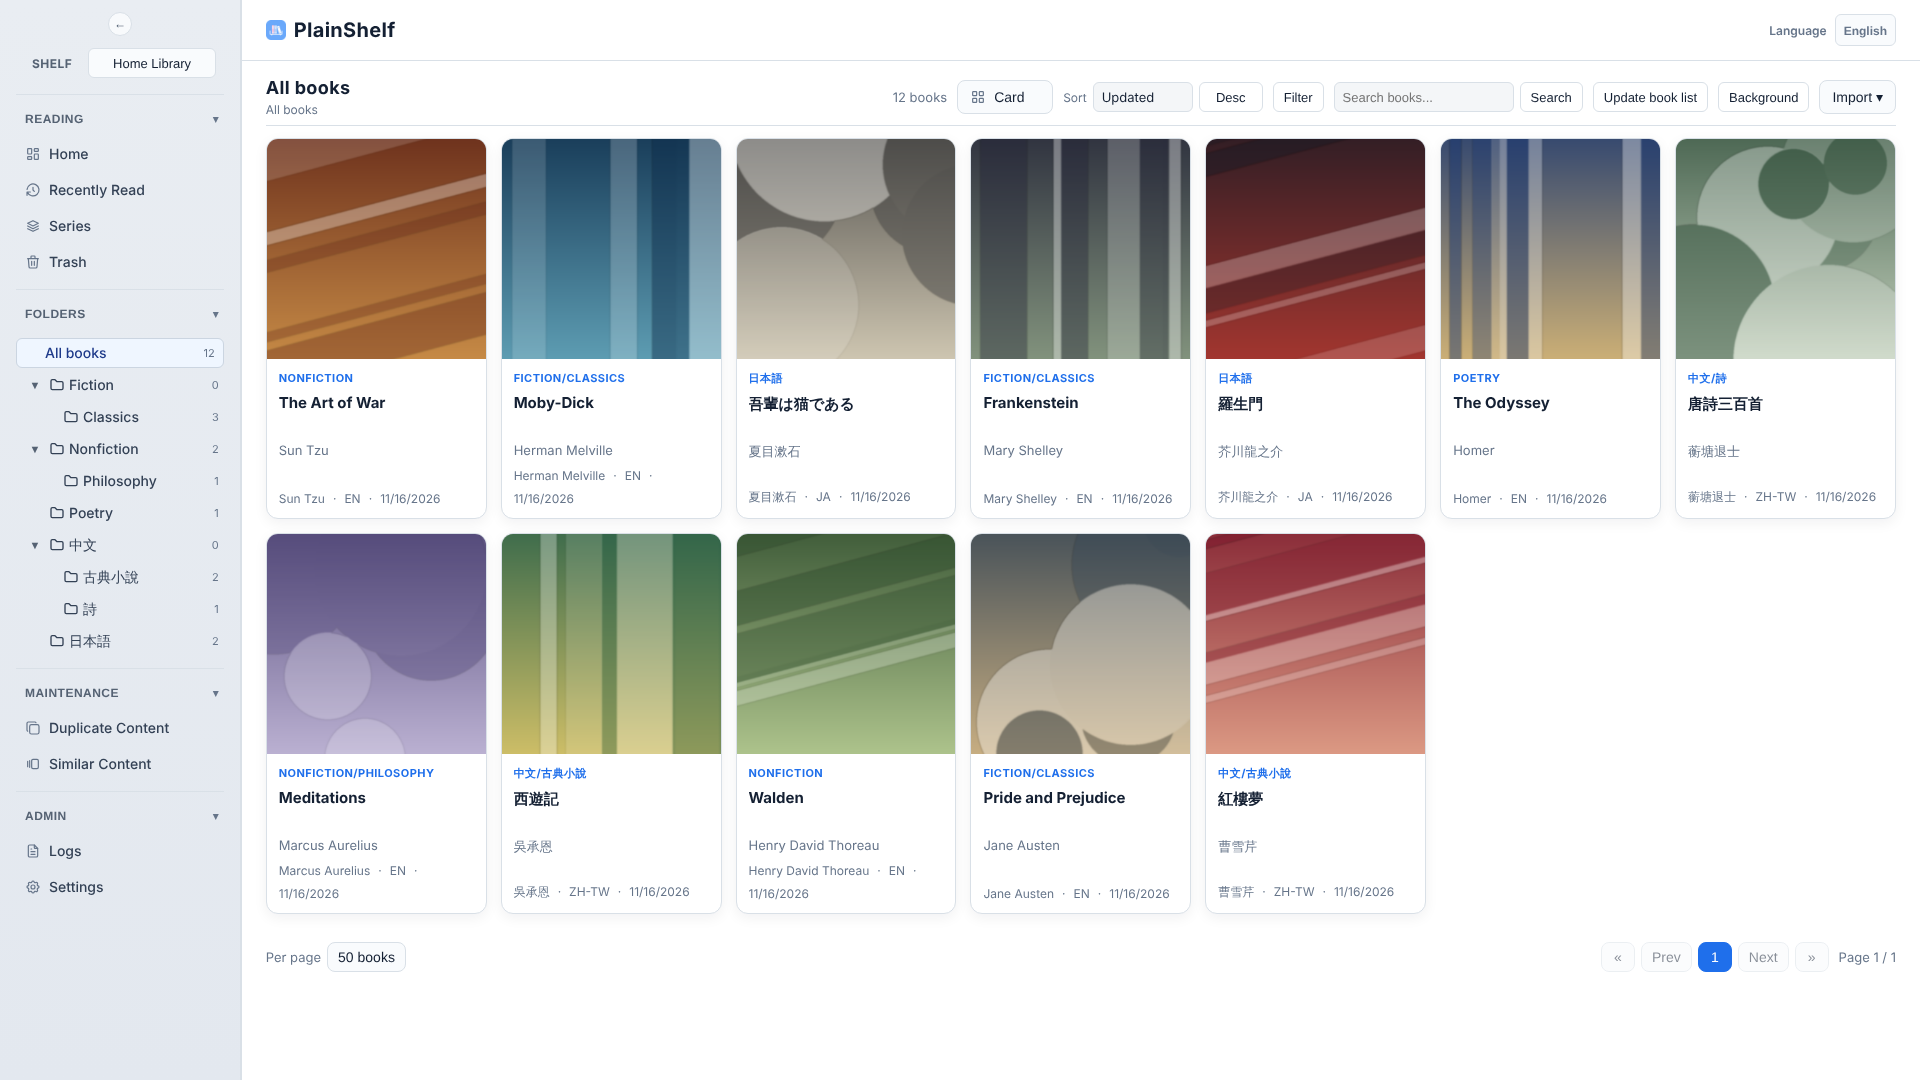 ←
SHELF
Home Library
READING ▾
Home
Recently Read
Series
Trash
FOLDERS ▾
All books 12
▾ Fiction 0
Classics 3
▾ Nonfiction 2
Philosophy 1
Poetry 1
▾ 中文 0
古典小說 2
詩 1
日本語 2
MAINTENANCE ▾
Duplicate Content
Similar Content
ADMIN ▾
Logs
Settings
PlainShelf
Language English
All books
All books
12 books Card Sort Updated Desc Filter Search books... Search Update book list Background Import ▾
NONFICTION
The Art of War
Sun Tzu
Sun Tzu · EN · 11/16/2026
FICTION/CLASSICS
Moby-Dick
Herman Melville
Herman Melville · EN ·
11/16/2026
日本語
吾輩は猫である
夏目漱石
夏目漱石 · JA · 11/16/2026
FICTION/CLASSICS
Frankenstein
Mary Shelley
Mary Shelley · EN · 11/16/2026
日本語
羅生門
芥川龍之介
芥川龍之介 · JA · 11/16/2026
POETRY
The Odyssey
Homer
Homer · EN · 11/16/2026
中文/詩
唐詩三百首
蘅塘退士
蘅塘退士 · ZH-TW · 11/16/2026
NONFICTION/PHILOSOPHY
Meditations
Marcus Aurelius
Marcus Aurelius · EN ·
11/16/2026
中文/古典小說
西遊記
吳承恩
吳承恩 · ZH-TW · 11/16/2026
NONFICTION
Walden
Henry David Thoreau
Henry David Thoreau · EN ·
11/16/2026
FICTION/CLASSICS
Pride and Prejudice
Jane Austen
Jane Austen · EN · 11/16/2026
中文/古典小說
紅樓夢
曹雪芹
曹雪芹 · ZH-TW · 11/16/2026
Per page 50 books
« Prev 1 Next » Page 1 / 1